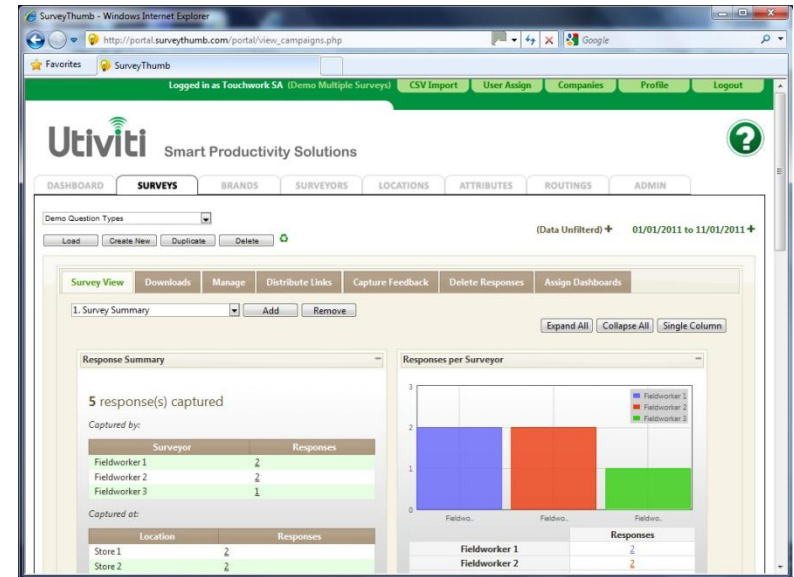 SurveyThumb - Windows Internet Explorer
http://portal.surveythumb.com/portal/view_campaigns.php
Google
Favorites
SurveyThumb
Logged in as Touchwork SA (Demo Multiple Surveys) CSV Import User Assign Companies Profile Logout
Utiviti Smart Productivity Solutions
?
DASHBOARD SURVEYS BRANDS SURVEYORS LOCATIONS ATTRIBUTES ROUTINGS ADMIN
Demo Question Types
(Data Unfilterd) + 01/01/2011 to 11/01/2011 +
Load Create New Duplicate Delete
Survey View Downloads Manage Distribute Links Capture Feedback Delete Responses Assign Dashboards
1. Survey Summary Add Remove
Expand All Collapse All Single Column
Response Summary
5 response(s) captured
Captured by:
Surveyor Responses
Fieldworker 1 2
Fieldworker 2 2
Fieldworker 3 1
Captured at:
Location Responses
Store 1 2
Store 2 2
Responses per Surveyor
3
2
1
0
Fieldworker 1
Fieldworker 2
Fieldworker 3
Fieldwo.. Fieldwo.. Fieldwo..
Responses
Fieldworker 1 2
Fieldworker 2 2